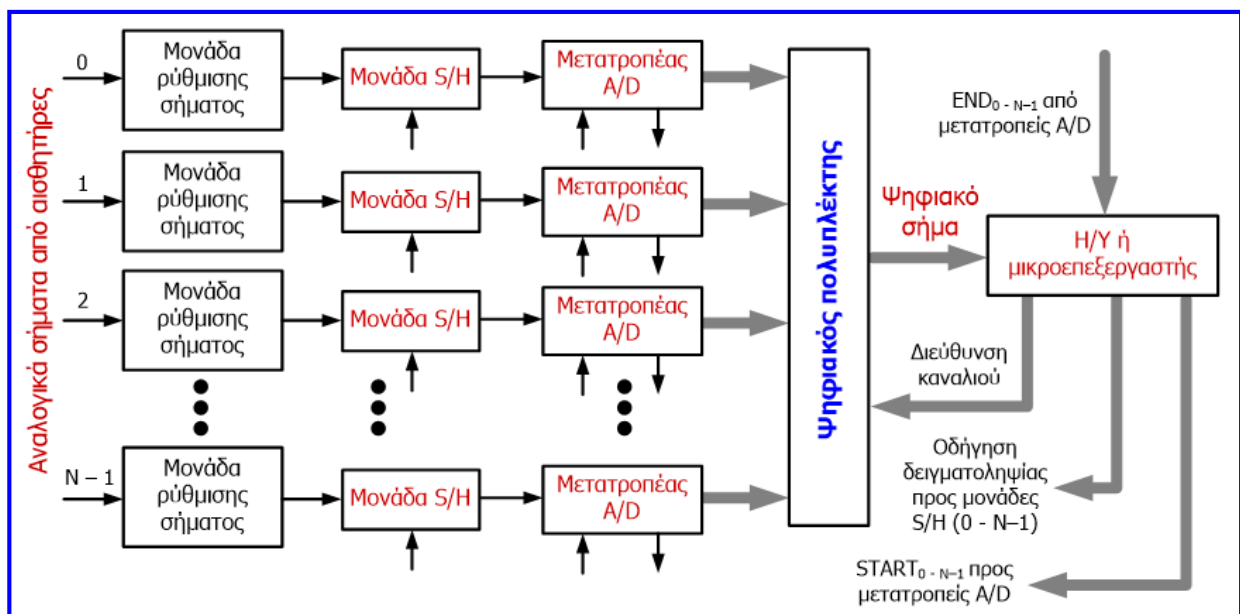 Αναλογικά σήματα από αισθητήρες
0
Μονάδα
ρύθμισης
σήματος
Μονάδα S/H
Μετατροπέας
A/D
1
Μονάδα
ρύθμισης
σήματος
Μονάδα S/H
Μετατροπέας
A/D
2
Μονάδα
ρύθμισης
σήματος
Μονάδα S/H
Μετατροπέας
A/D
N – 1
Μονάδα
ρύθμισης
σήματος
Μονάδα S/H
Μετατροπέας
A/D
Ψηφιακός πολυπλέκτης
END0 - N–1 από
μετατροπείς A/D
Ψηφιακό
σήμα
Η/Υ ή
μικροεπεξεργαστής
Διεύθυνση
καναλιού
Οδήγηση
δειγματοληψίας
προς μονάδες
S/H (0 - N–1)
START0 - N–1 προς
μετατροπείς A/D